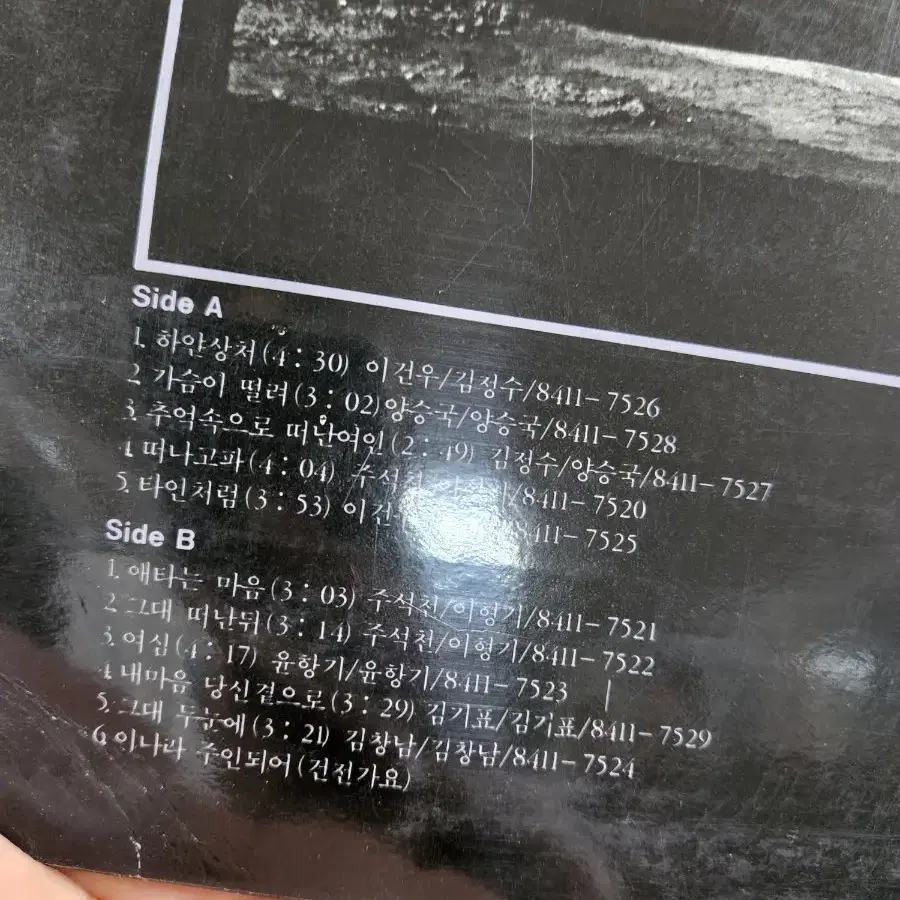 Side A
1. 하얀상처(4 : 30) 이건우/김정수/8411-7526
2. 가슴이 떨려(3 : 02)양승국/양승국/8411-7528
3. 추억속으로 떠난여인(2 : 49) 김정수/양승국/8411-7527
4. 떠나고파(4 : 04) /8411-7520
5. 타인처럼(3 : 53) 8411-7525
Side B
1. 애타는 마음(3 : 03) 주석천/이형기/8411-7521
2. 그대 떠난뒤(3 : 14) 주석천/이형기/8411-7522
3. 여심(4 : 17) 윤항기/윤항기/8411-7523
4. 내마음 당신곁으로(3 : 29) 김기표/김기표/8411-7529
5. 그대 두눈에(3 : 21) 김창남/김창남/8411-7524
6. 이나라 주인되어(건전가요)